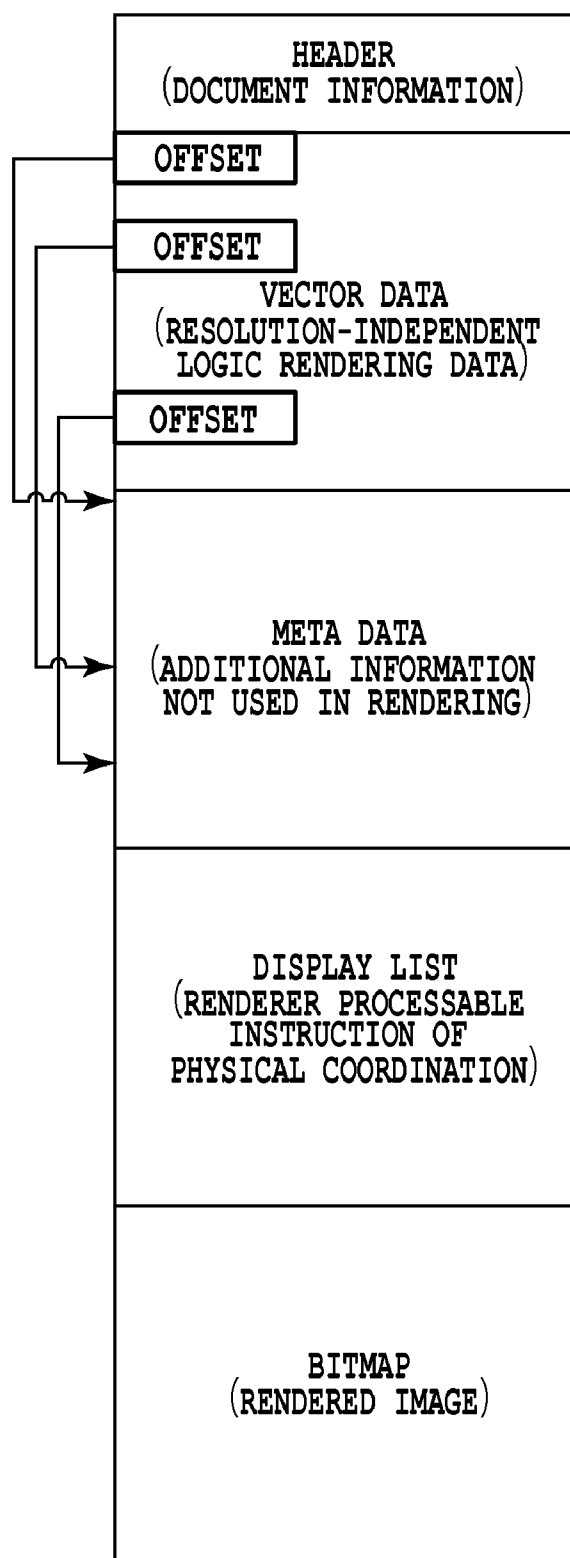 HEADER
(DOCUMENT INFORMATION)
OFFSET
OFFSET
VECTOR DATA
(RESOLUTION-INDEPENDENT
LOGIC RENDERING DATA)
OFFSET
META DATA
(ADDITIONAL INFORMATION
NOT USED IN RENDERING)
DISPLAY LIST
(RENDERER PROCESSABLE
INSTRUCTION OF
PHYSICAL COORDINATION)
BITMAP
(RENDERED IMAGE)